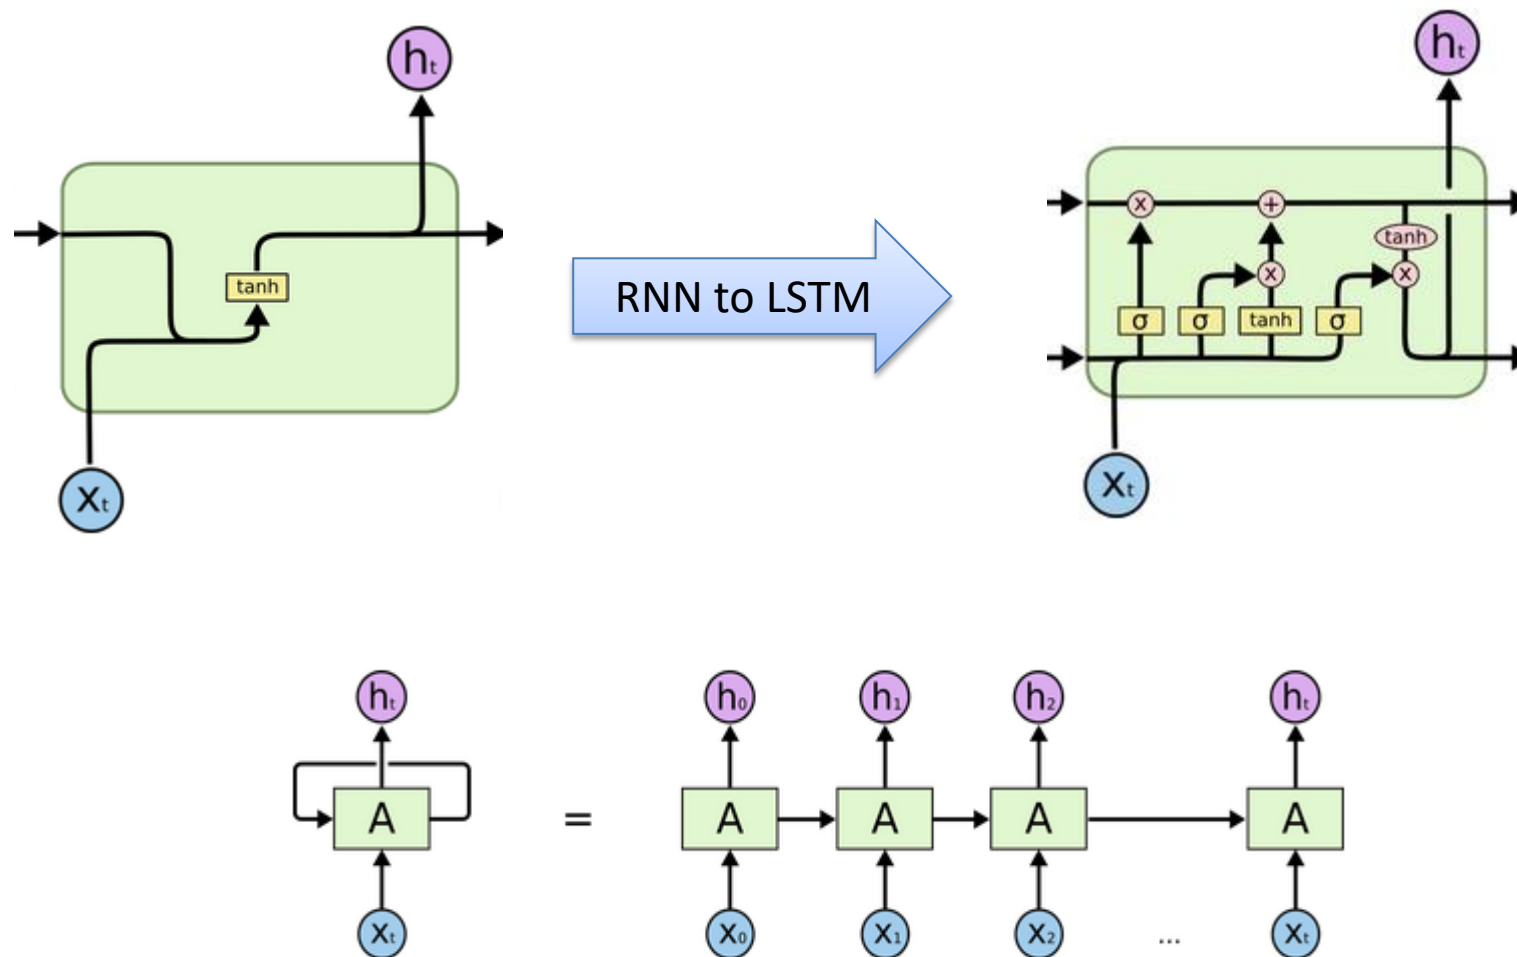 hₜ
tanh
xₜ
RNN to LSTM
hₜ
x
+
tanh
x
x
σ
σ
tanh
σ
xₜ
hₜ
h₀
h₁
h₂
hₜ
A
=
A
A
A
A
xₜ
x₀
x₁
x₂
...
xₜ